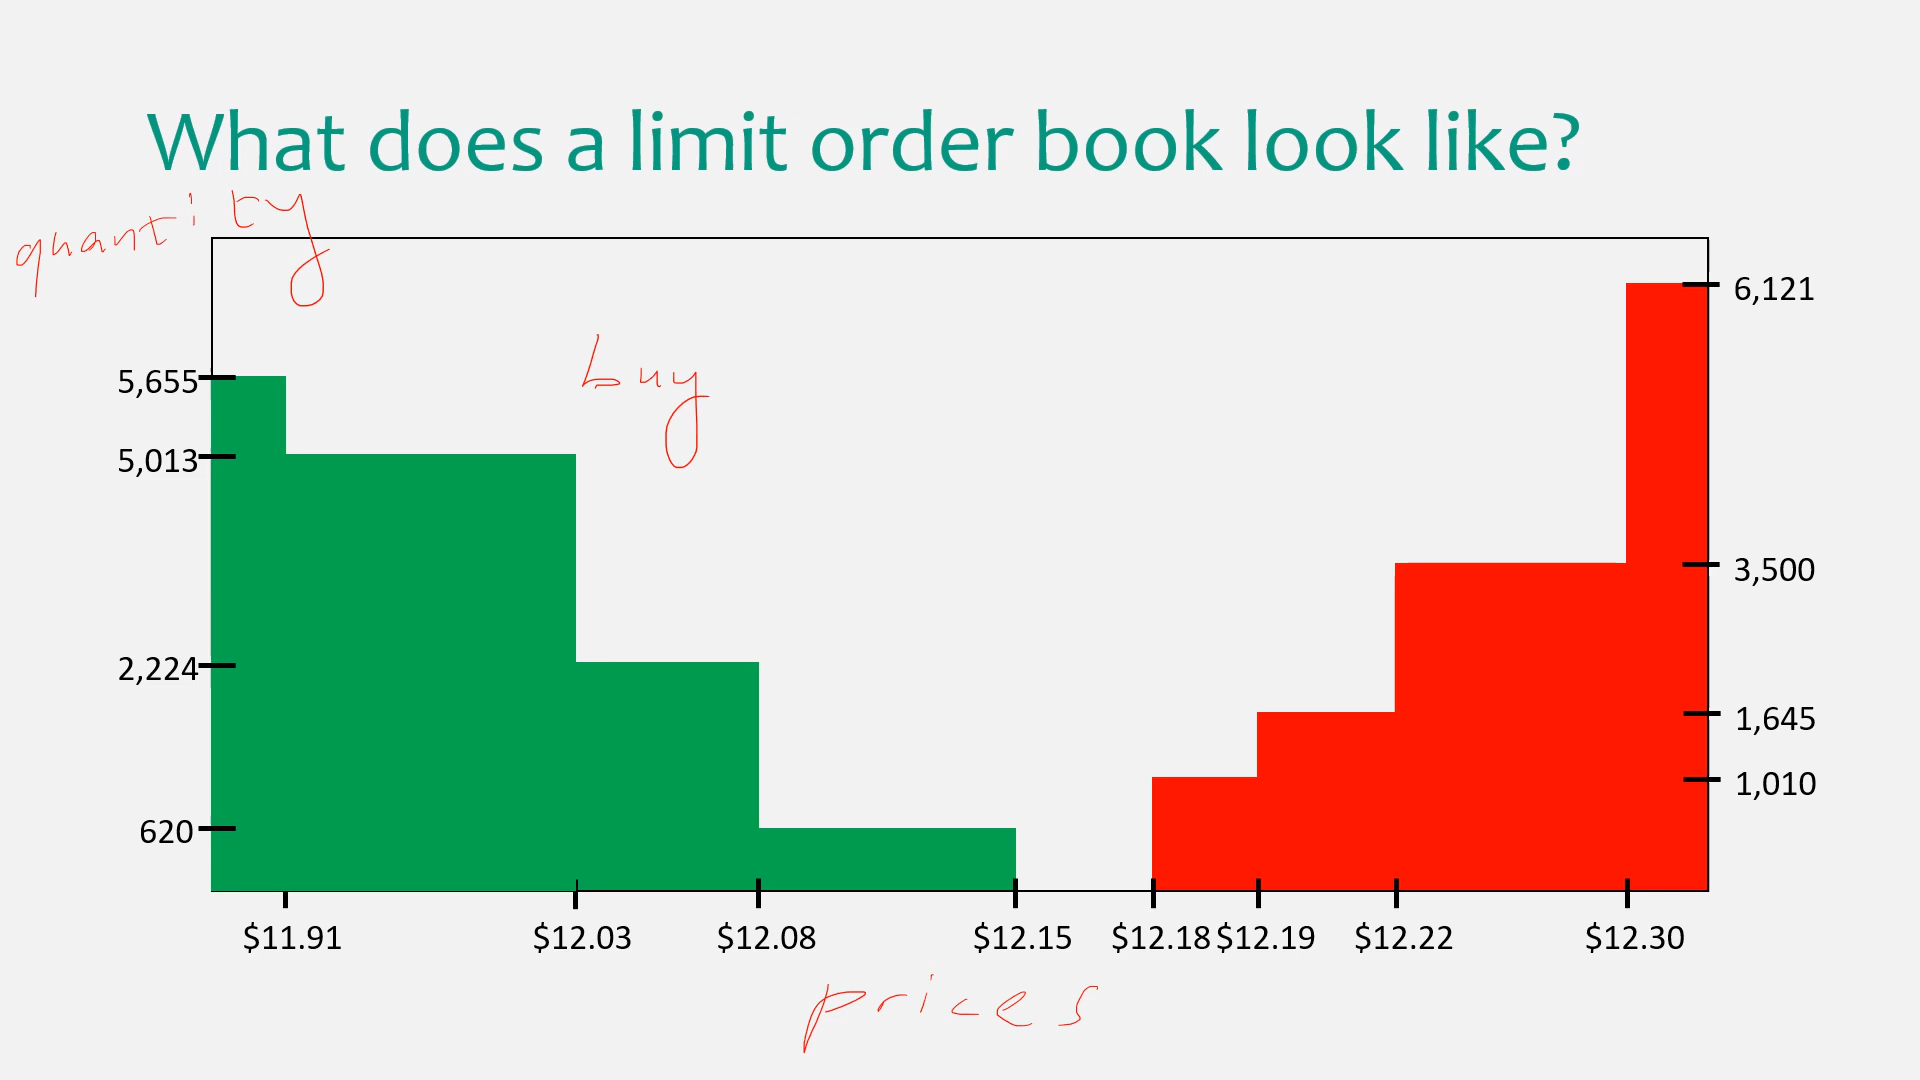 What does a limit order book look like?
quantity
6,121
buy
5,655
5,013
3,500
2,224
1,645
1,010
620
$11.91 $12.03 $12.08 $12.15 $12.18 $12.19 $12.22 $12.30
prices